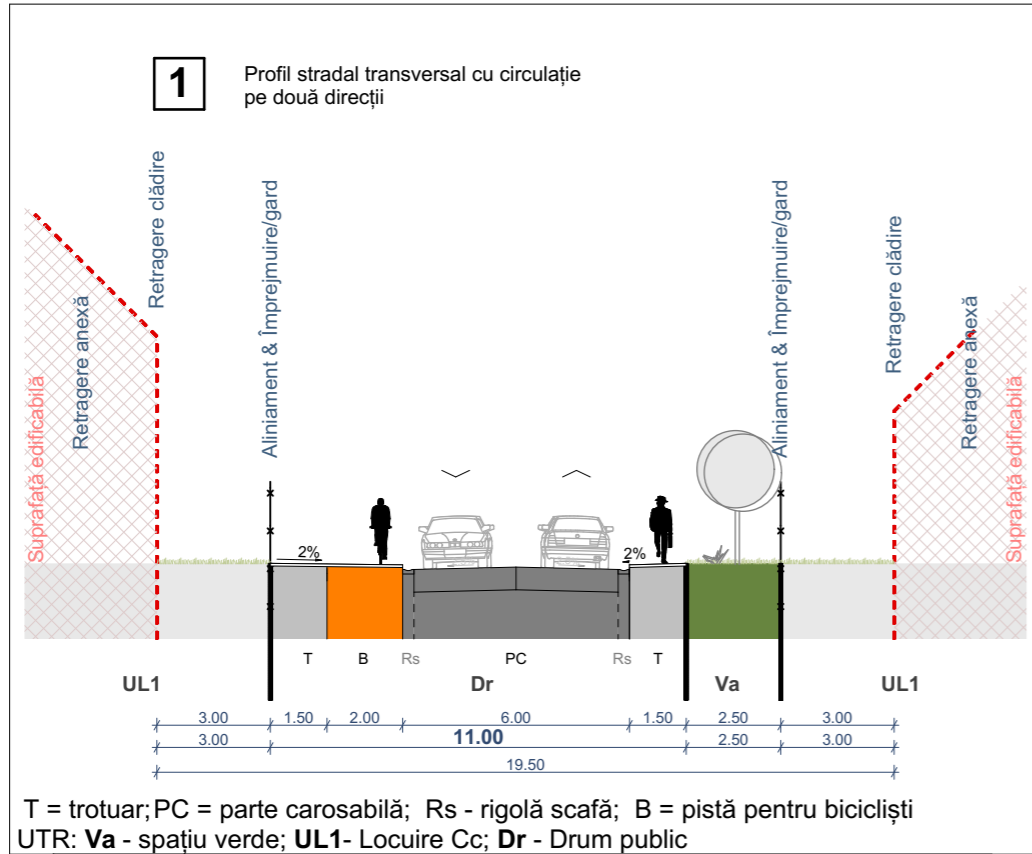 1
Profil stradal transversal cu circulație
pe două direcții
Suprafață edificabilă
Retragere anexă
Retragere clădire
Aliniament & Împrejmuire/gard
Aliniament & Împrejmuire/gard
Retragere clădire
Retragere anexă
Suprafață edificabilă
2% 2%
T B Rs PC Rs T
UL1 Dr Va UL1
3.00 1.50 2.00 6.00 1.50 2.50 3.00
3.00 11.00 2.50 3.00
19.50
T = trotuar; PC = parte carosabilă; Rs - rigolă scafă; B = pistă pentru bicicliști
UTR: Va - spațiu verde; UL1- Locuire Cc; Dr - Drum public